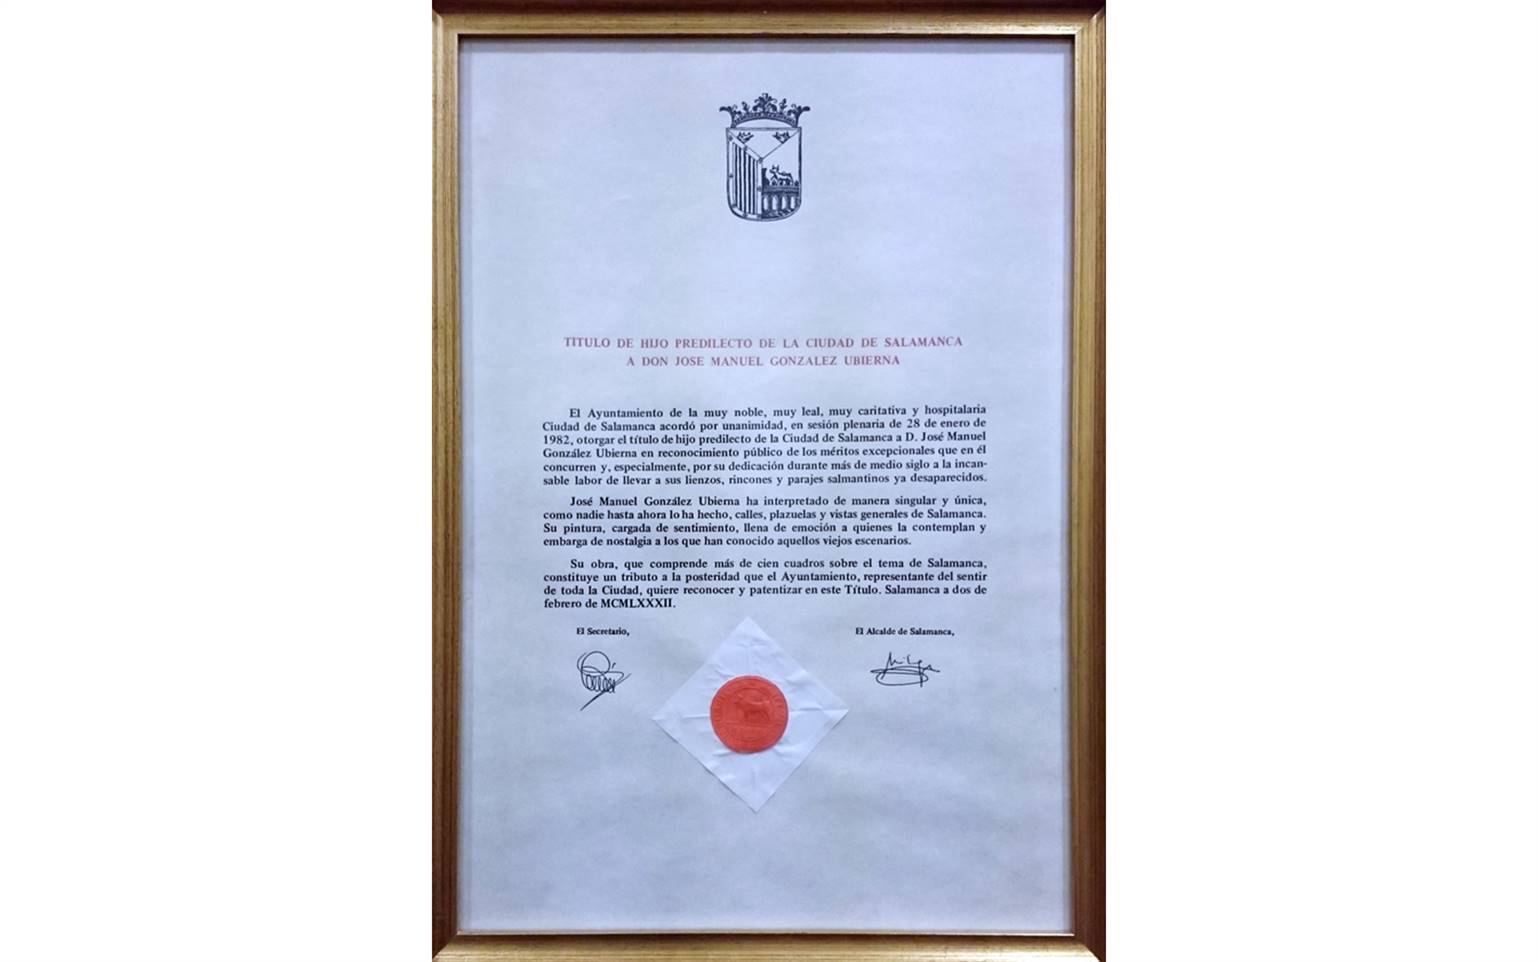 TITULO DE HIJO PREDILECTO DE LA CIUDAD DE SALAMANCA
A DON JOSE MANUEL GONZALEZ UBIERNA
El Ayuntamiento de la muy noble, muy leal, muy caritativa y hospitalaria
Ciudad de Salamanca acordó por unanimidad, en sesión plenaria de 28 de enero de
1982, otorgar el título de hijo predilecto de la Ciudad de Salamanca a D. José Manuel
González Ubierna en reconocimiento público de los méritos excepcionales que en él
concurren y, especialmente, por su dedicación durante más de medio siglo a la incan-
sable labor de llevar a sus lienzos, rincones y parajes salmantinos ya desaparecidos.
José Manuel González Ubierna ha interpretado de manera singular y única,
como nadie hasta ahora lo ha hecho, calles, plazuelas y vistas generales de Salamanca.
Su pintura, cargada de sentimiento, llena de emoción a quienes la contemplan y
embarga de nostalgia a los que han conocido aquellos viejos escenarios.
Su obra, que comprende más de cien cuadros sobre el tema de Salamanca,
constituye un tributo a la posteridad que el Ayuntamiento, representante del sentir
de toda la Ciudad, quiere reconocer y patentizar en este Título. Salamanca a dos de
febrero de MCMLXXXII.
El Secretario,
El Alcalde de Salamanca,